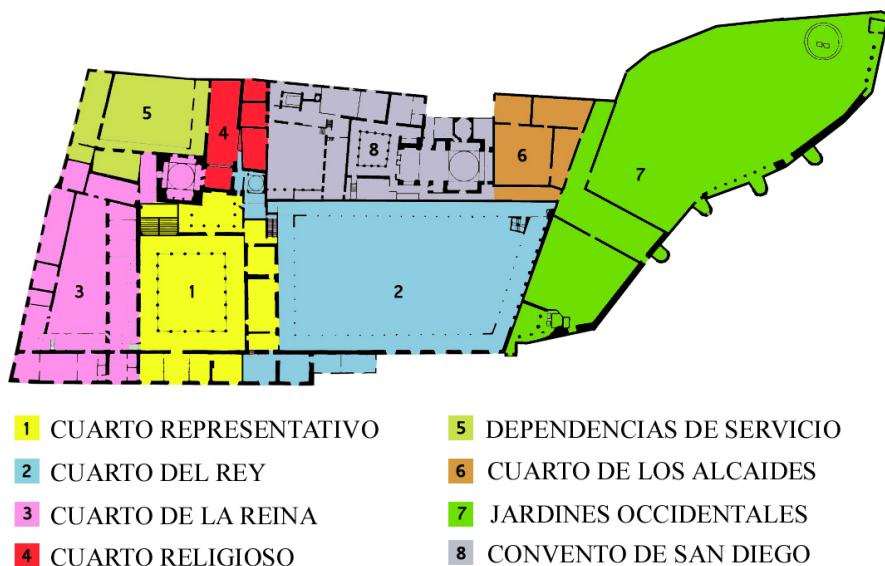 5
4
8
6
7
3
1
2
1 CUARTO REPRESENTATIVO
2 CUARTO DEL REY
3 CUARTO DE LA REINA
4 CUARTO RELIGIOSO
5 DEPENDENCIAS DE SERVICIO
6 CUARTO DE LOS ALCAIDES
7 JARDINES OCCIDENTALES
8 CONVENTO DE SAN DIEGO